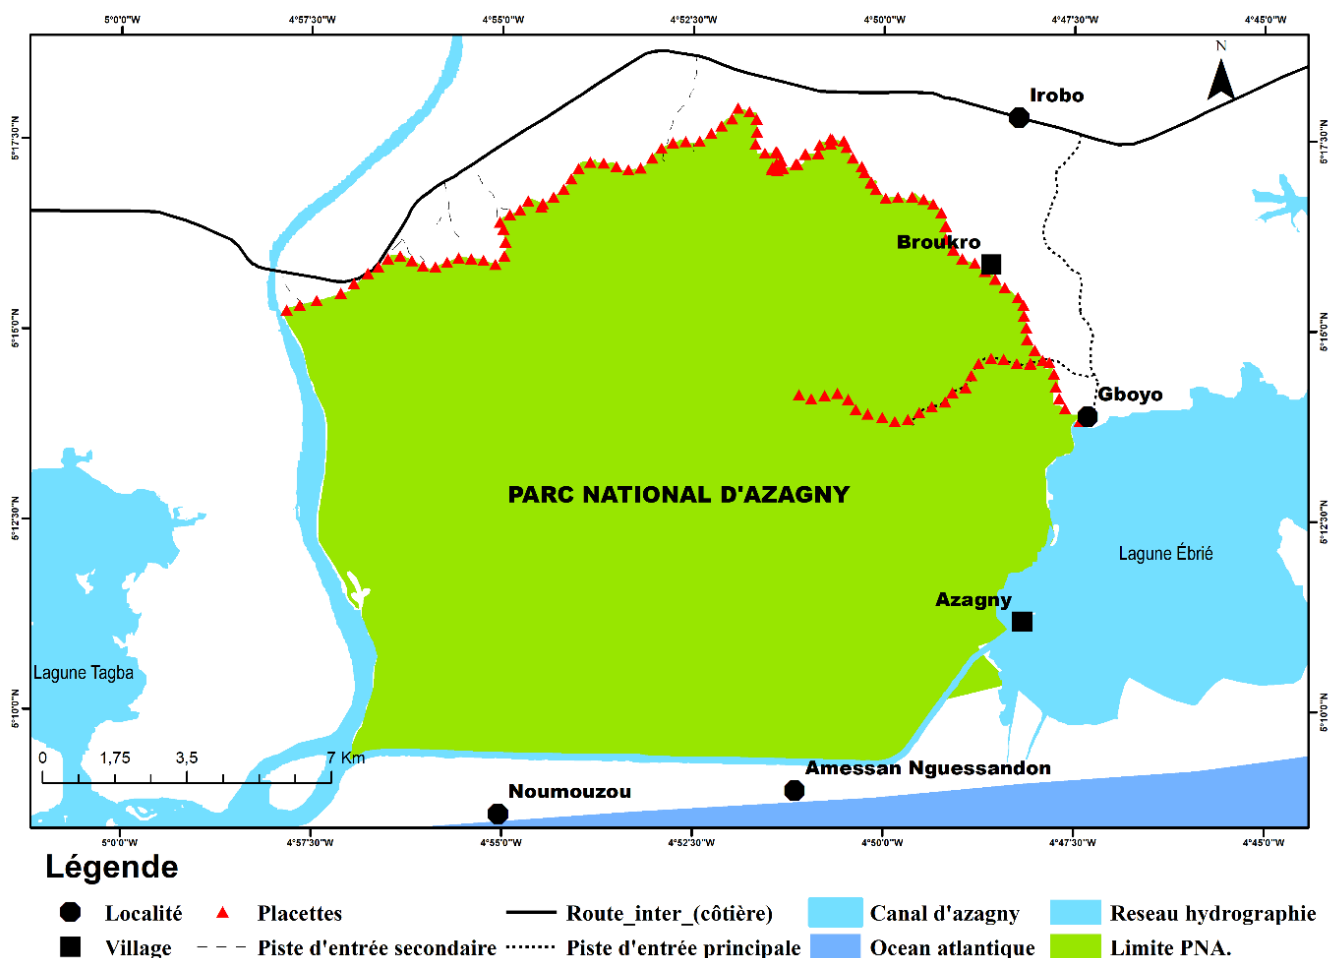 5°0'0"W 4°57'30"W 4°55'0"W 4°52'30"W 4°50'0"W 4°47'30"W 4°45'0"W
N
Irobo
5°17'30"N 5°17'30"N
Broukro
5°15'0"N 5°15'0"N
Gboyo
PARC NATIONAL D'AZAGNY
5°12'30"N 5°12'30"N
Lagune Ébrié
Azagny
Lagune Tagba
5°10'0"N 5°10'0"N
0 1,75 3,5 7 Km
Amessan Nguessandon
Noumouzou
5°0'0"W 4°57'30"W 4°55'0"W 4°52'30"W 4°50'0"W 4°47'30"W 4°45'0"W
Légende
Localité Placettes Route_inter_(côtière) Canal d'azagny Reseau hydrographie
Village Piste d'entrée secondaire Piste d'entrée principale Ocean atlantique Limite PNA.